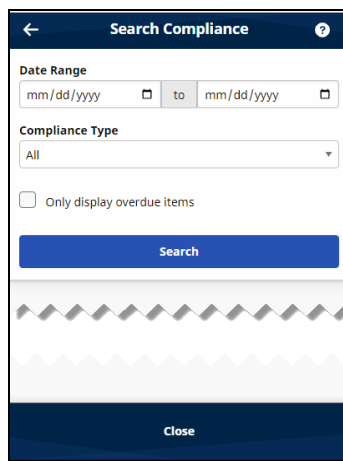 Search Compliance ?
Date Range
mm/dd/yyyy to mm/dd/yyyy
Compliance Type
All
Only display overdue items
Search
Close